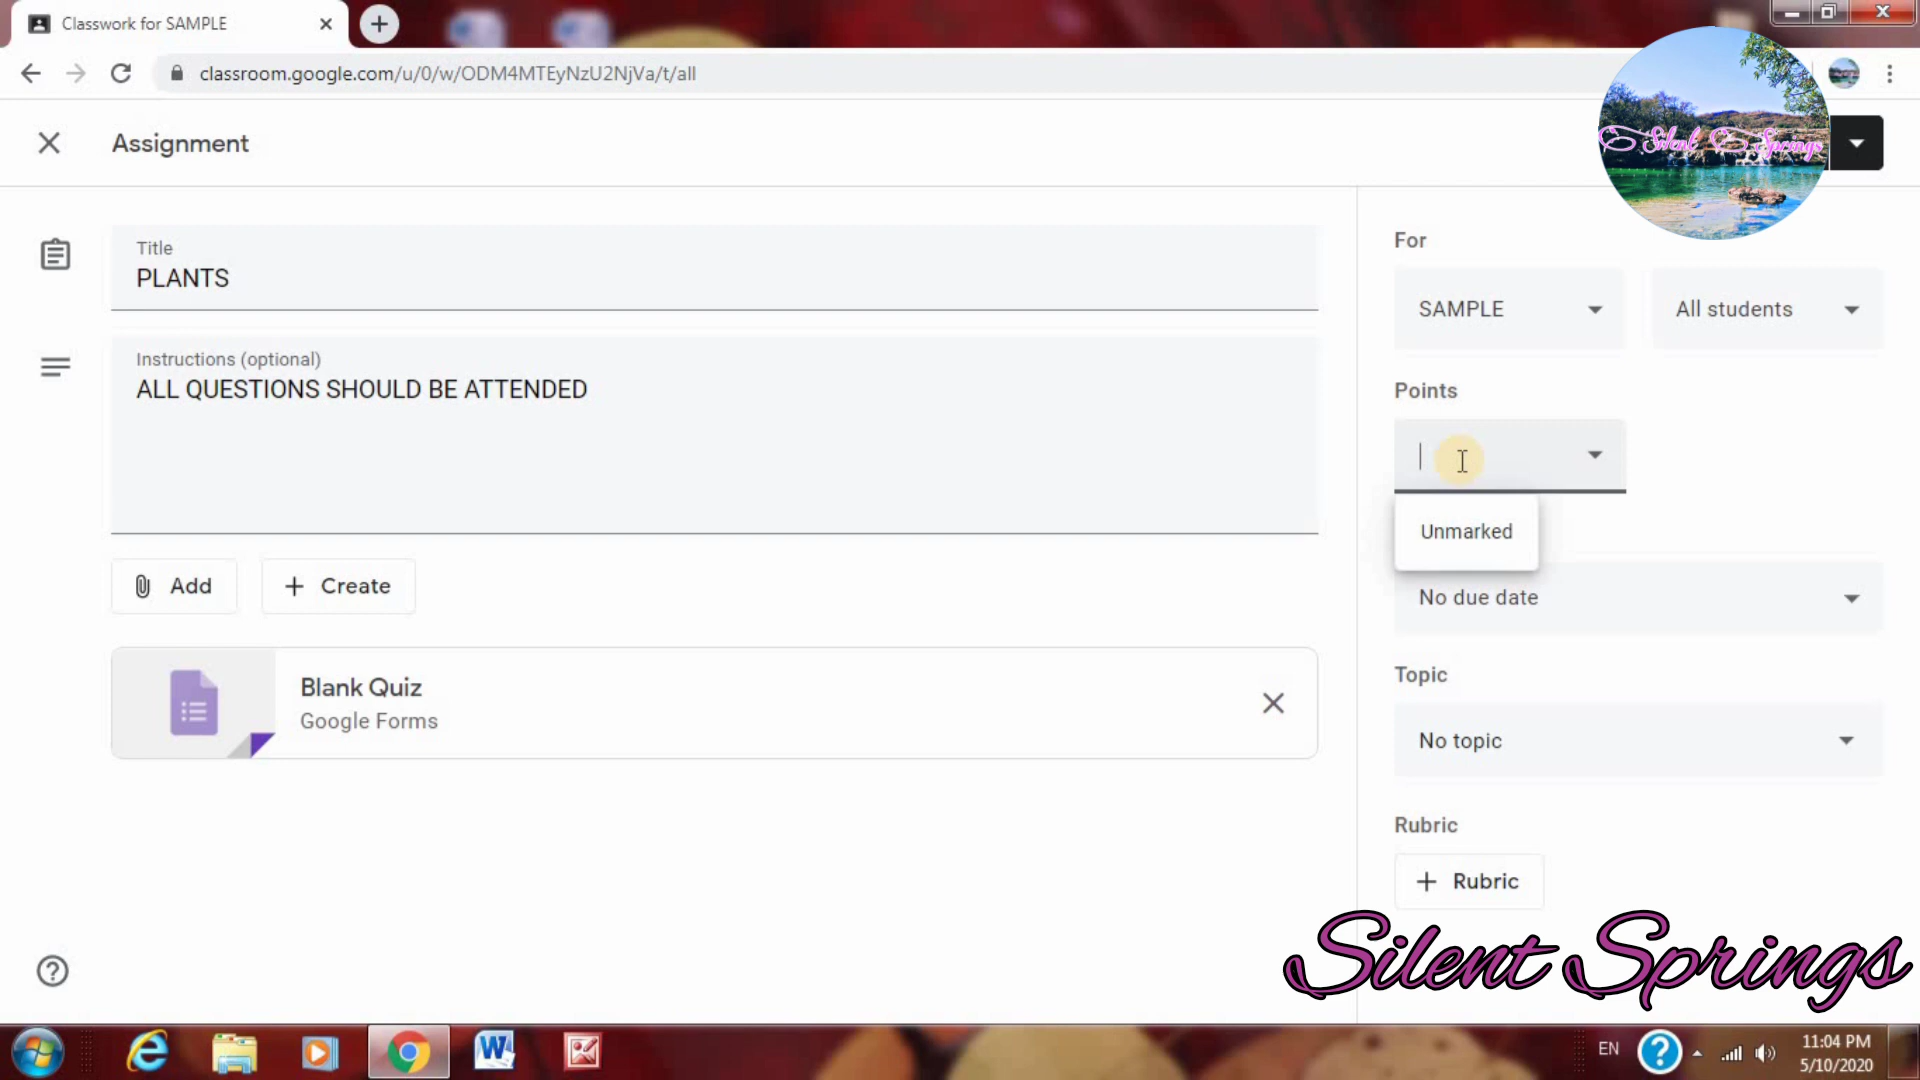 Classwork for SAMPLE
classroom.google.com/u/0/w/ODM4MTEyNzU2NjVa/t/all
Assignment
Silent Springs
Title
PLANTS
Instructions (optional)
ALL QUESTIONS SHOULD BE ATTENDED
Add
Create
Blank Quiz
Google Forms
For
SAMPLE
All students
Points
Unmarked
No due date
Topic
No topic
Rubric
Rubric
Silent Springs
EN
11:04 PM
5/10/2020